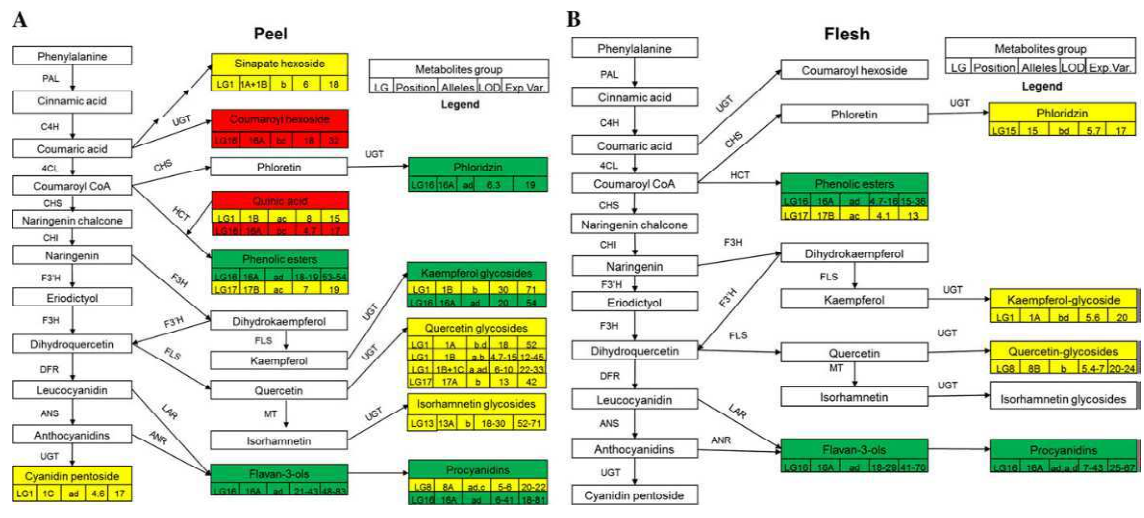 A
Peel
Phenylalanine
PAL
Cinnamic acid
C4H
Coumaric acid
4CL
Coumaroyl CoA
CHS
Naringenin chalcone
CHI
Naringenin
F3'H
Eriodictyol
F3H
Dihydroquercetin
DFR
Leucocyanidin
ANS
Anthocyanidins
UGT
Cyanidin pentoside
LG1 1C ad 4.6 17
Sinapate hexoside
LG1 1A+1B b 6 18
UGT
Coumaroyl hexoside
LG16 16A bc 18 32
CHS
Phloretin
UGT
Phloridzin
LG16 16A ad 6.3 19
HCT
Quinic acid
LG1 1B ac 8 15
LG16 16A bc 4.7 17
Phenolic esters
LG16 16A ad 18-19 53-54
LG17 17B ac 7 19
F3H
F3'H
Dihydrokaempferol
FLS
Kaempferol
UGT
Kaempferol glycosides
LG1 1B b 30 71
LG16 16A ad 20 54
FLS
Quercetin
UGT
Quercetin glycosides
LG1 1A b.d 18 52
LG1 1B a.b 4.7-15 12-45
LG1 1B+1C a.ad 6-10 22-33
LG17 17A b 13 42
MT
Isorhamnetin
UGT
Isorhamnetin glycosides
LG13 13A b 18-30 52-71
LAR
ANR
Flavan-3-ols
LG16 16A ad 21-43 48-83
Procyanidins
LG8 8A ad.c 5-6 20-22
LG16 16A ad 6-41 18-81
Metabolites group
LG Position Alleles LOD Exp.Var.
Legend
B
Flesh
Phenylalanine
PAL
Cinnamic acid
C4H
Coumaric acid
4CL
Coumaroyl CoA
CHS
Naringenin chalcone
CHI
Naringenin
F3'H
Eriodictyol
F3H
Dihydroquercetin
DFR
Leucocyanidin
ANS
Anthocyanidins
UGT
Cyanidin pentoside
UGT
Coumaroyl hexoside
CHS
Phloretin
UGT
Phloridzin
LG15 15 bd 5.7 17
HCT
Phenolic esters
LG16 16A ad 4.7-16 15-36
LG17 17B ac 4.1 13
F3H
F3'H
Dihydrokaempferol
FLS
Kaempferol
UGT
Kaempferol-glycoside
LG1 1A bd 5.6 20
FLS
Quercetin
UGT
Quercetin-glycosides
LG8 8B b 5.4-7 20-24
MT
Isorhamnetin
UGT
Isorhamnetin glycosides
LAR
ANR
Flavan-3-ols
LG16 16A ad 18-29 41-70
Procyanidins
LG16 16A ad.a.d 7-43 25-67
Metabolites group
LG Position Alleles LOD Exp.Var.
Legend